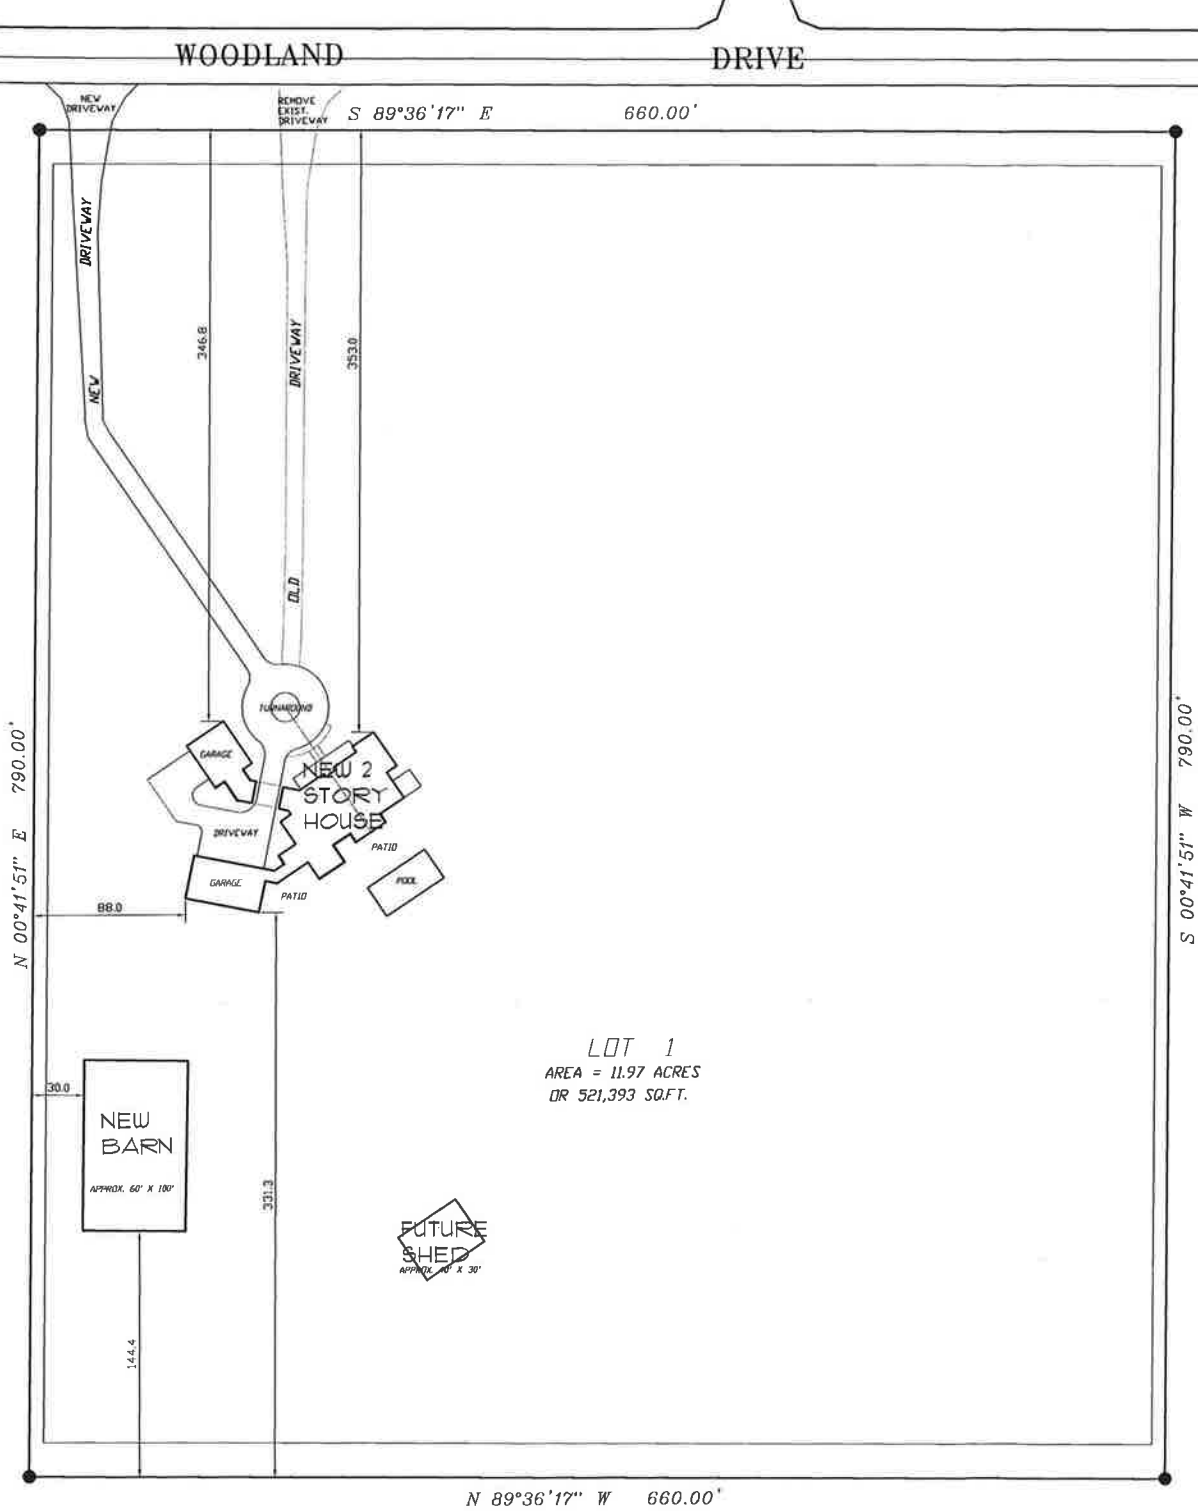 WOODLAND DRIVE
NEW
DRIVEWAY
REMOVE
EXIST.
DRIVEWAY
S 89°36'17" E 660.00'
NEW DRIVEWAY
OLD DRIVEWAY
346.8
353.0
TURNAROUND
GARAGE
NEW 2
STORY
HOUSE
DRIVEWAY
PATIO
GARAGE
PATIO
POOL
88.0
N 00°41'51" E 790.00'
S 00°41'51" W 790.00'
LOT 1
AREA = 11.97 ACRES
OR 521,393 SQ.FT.
30.0
NEW
BARN
APPROX. 60' X 100'
331.3
FUTURE
SHED
APPROX. 40' X 30'
144.4
N 89°36'17" W 660.00'